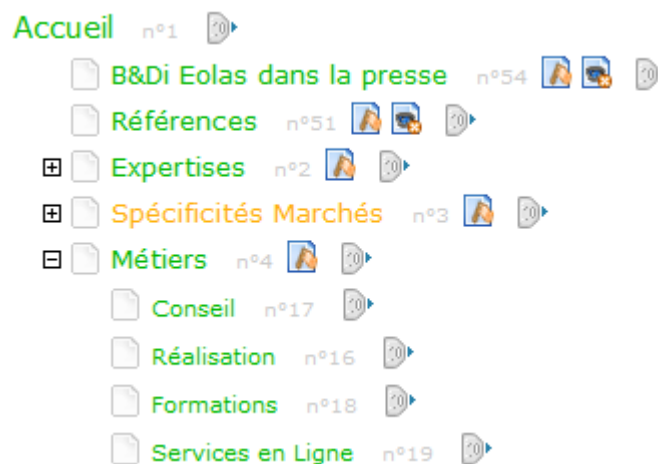 Accueil n°1
B&Di Eolas dans la presse n°54
Références n°51
Expertises n°2
Spécificités Marchés n°3
Métiers n°4
Conseil n°17
Réalisation n°16
Formations n°18
Services en Ligne n°19